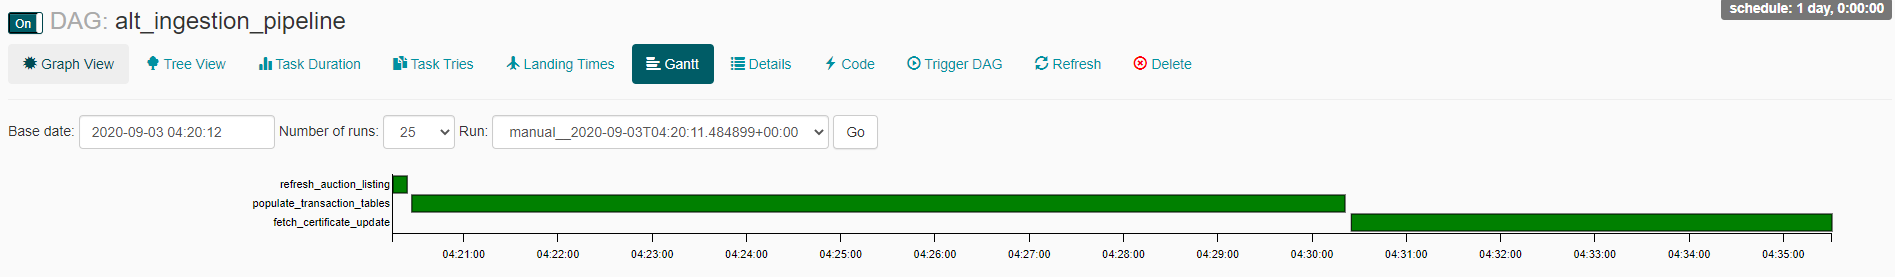 schedule: 1 day, 0:00:00
On DAG: alt_ingestion_pipeline
Graph View Tree View Task Duration Task Tries Landing Times Gantt Details Code Trigger DAG Refresh Delete
Base date: 2020-09-03 04:20:12 Number of runs: 25 Run: manual__2020-09-03T04:20:11.484899+00:00 Go
refresh_auction_listing
populate_transaction_tables
fetch_certificate_update
04:21:00 04:22:00 04:23:00 04:24:00 04:25:00 04:26:00 04:27:00 04:28:00 04:29:00 04:30:00 04:31:00 04:32:00 04:33:00 04:34:00 04:35:00